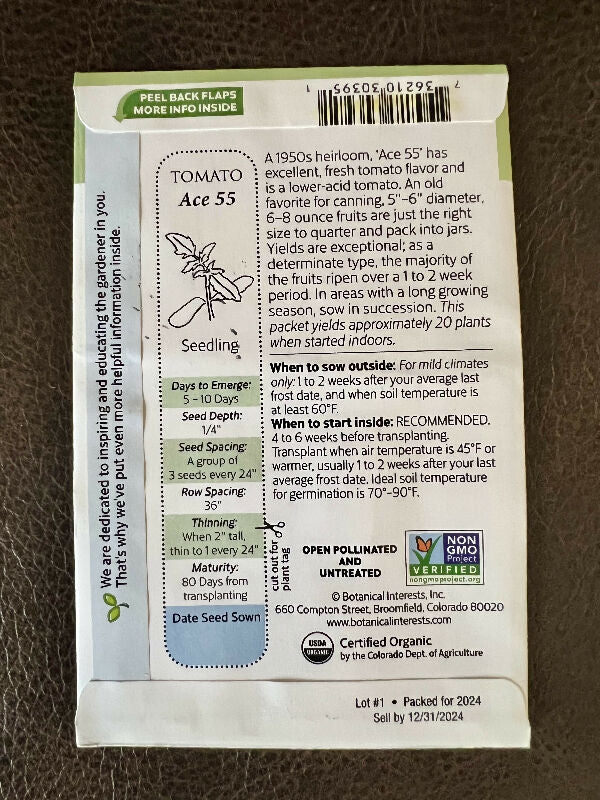 PEEL BACK FLAPS
MORE INFO INSIDE
7 36210 30395 1
We are dedicated to inspiring and educating the gardener in you.
That's why we've put even more helpful information inside.
TOMATO
Ace 55
Seedling
Days to Emerge:
5 – 10 Days
Seed Depth:
1/4"
Seed Spacing:
A group of
3 seeds every 24"
Row Spacing:
36"
Thinning:
When 2" tall,
thin to 1 every 24"
Maturity:
80 Days from
transplanting
Date Seed Sown
cut out for
plant tag
A 1950s heirloom, 'Ace 55' has
excellent, fresh tomato flavor and
is a lower-acid tomato. An old
favorite for canning, 5"–6" diameter,
6–8 ounce fruits are just the right
size to quarter and pack into jars.
Yields are exceptional; as a
determinate type, the majority of
the fruits ripen over a 1 to 2 week
period. In areas with a long growing
season, sow in succession. This
packet yields approximately 20 plants
when started indoors.
When to sow outside: For mild climates
only: 1 to 2 weeks after your average last
frost date, and when soil temperature is
at least 60°F.
When to start inside: RECOMMENDED.
4 to 6 weeks before transplanting.
Transplant when air temperature is 45°F or
warmer, usually 1 to 2 weeks after your last
average frost date. Ideal soil temperature
for germination is 70°–90°F.
OPEN POLLINATED
AND
UNTREATED
NON
GMO
Project
VERIFIED
nongmoproject.org
© Botanical Interests, Inc.
660 Compton Street, Broomfield, Colorado 80020
www.botanicalinterests.com
USDA
ORGANIC
Certified Organic
by the Colorado Dept. of Agriculture
Lot #1 • Packed for 2024
Sell by 12/31/2024